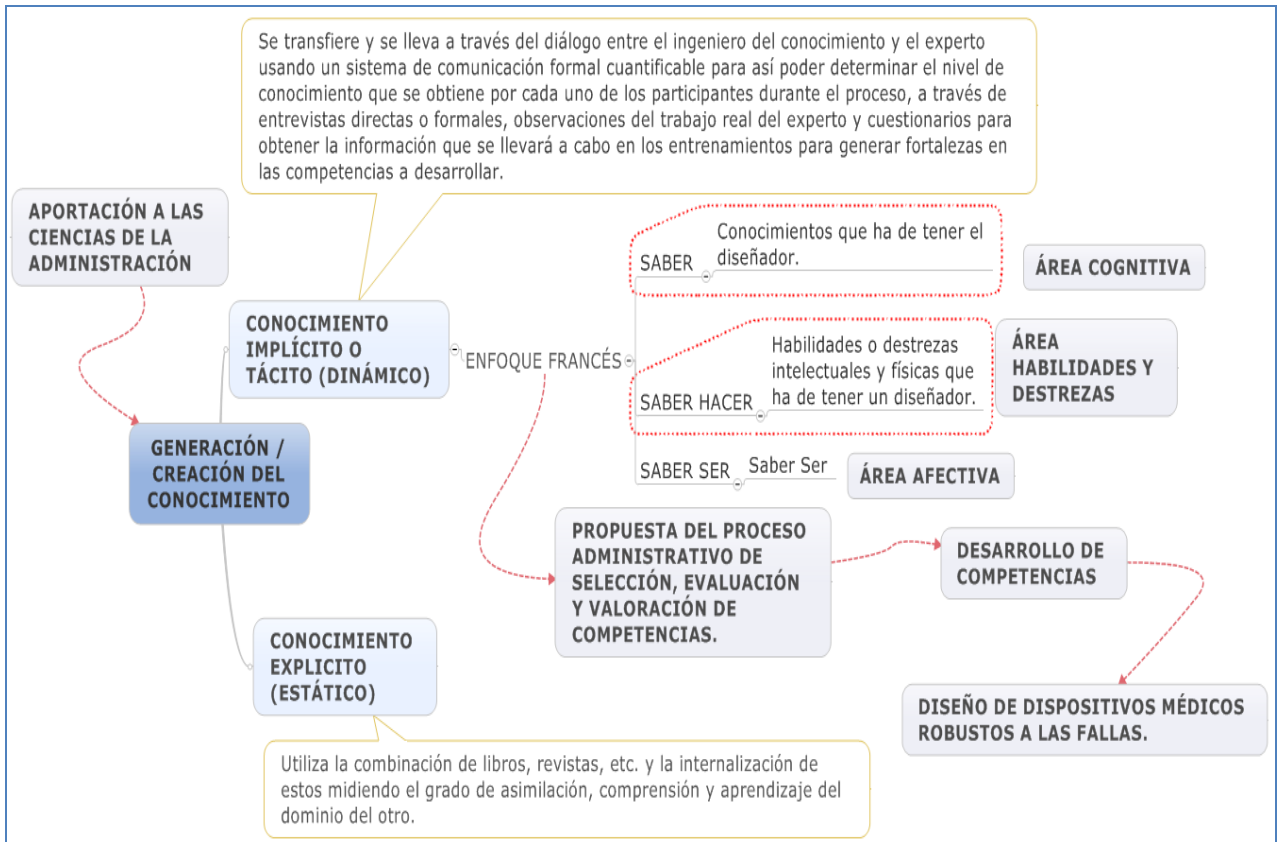 Se transfiere y se lleva a través del diálogo entre el ingeniero del conocimiento y el experto
usando un sistema de comunicación formal cuantificable para así poder determinar el nivel de
conocimiento que se obtiene por cada uno de los participantes durante el proceso, a través de
entrevistas directas o formales, observaciones del trabajo real del experto y cuestionarios para
obtener la información que se llevará a cabo en los entrenamientos para generar fortalezas en
las competencias a desarrollar.
APORTACIÓN A LAS
CIENCIAS DE LA
ADMINISTRACIÓN
CONOCIMIENTO
IMPLÍCITO O
TÁCITO (DINÁMICO)
ENFOQUE FRANCÉS
SABER
Conocimientos que ha de tener el
diseñador.
ÁREA COGNITIVA
SABER HACER
Habilidades o destrezas
intelectuales y físicas que
ha de tener un diseñador.
ÁREA
HABILIDADES Y
DESTREZAS
SABER SER
Saber Ser
ÁREA AFECTIVA
GENERACIÓN /
CREACIÓN DEL
CONOCIMIENTO
PROPUESTA DEL PROCESO
ADMINISTRATIVO DE
SELECCIÓN, EVALUACIÓN
Y VALORACIÓN DE
COMPETENCIAS.
DESARROLLO DE
COMPETENCIAS
DISEÑO DE DISPOSITIVOS MÉDICOS
ROBUSTOS A LAS FALLAS.
CONOCIMIENTO
EXPLICITO
(ESTÁTICO)
Utiliza la combinación de libros, revistas, etc. y la internalización de
estos midiendo el grado de asimilación, comprensión y aprendizaje del
dominio del otro.